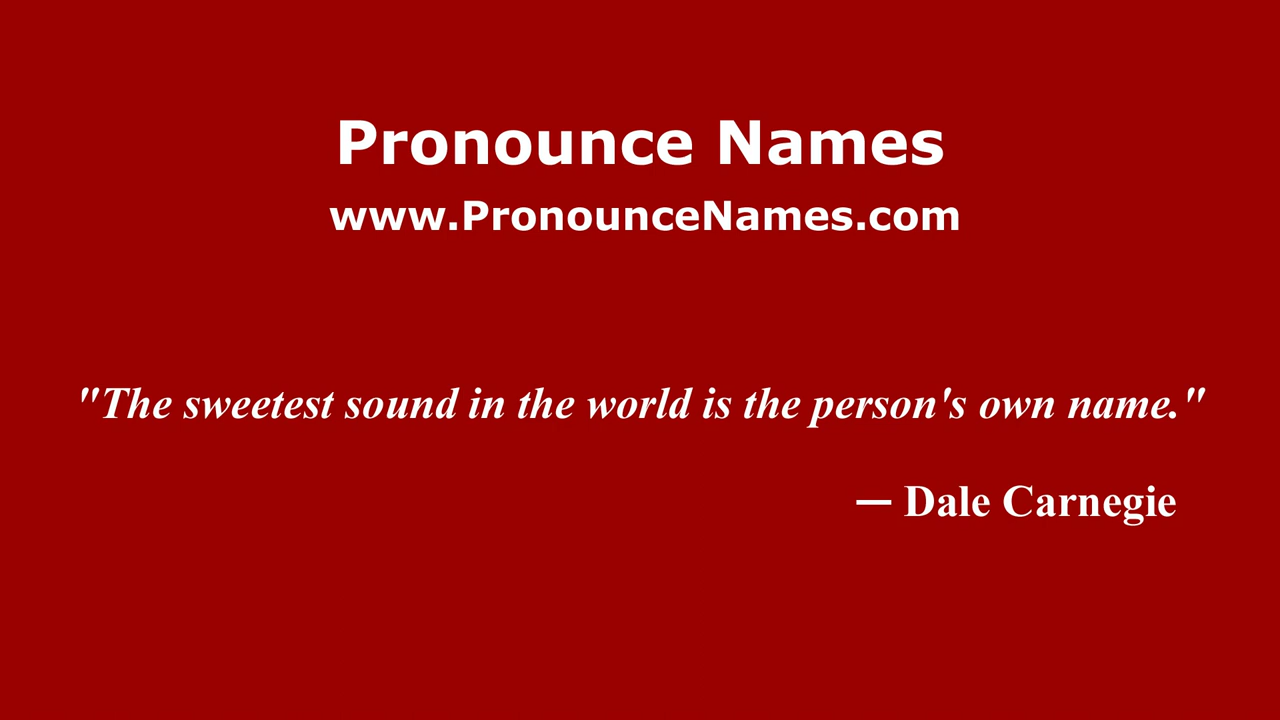 Pronounce Names
www.PronounceNames.com
"The sweetest sound in the world is the person's own name."
— Dale Carnegie